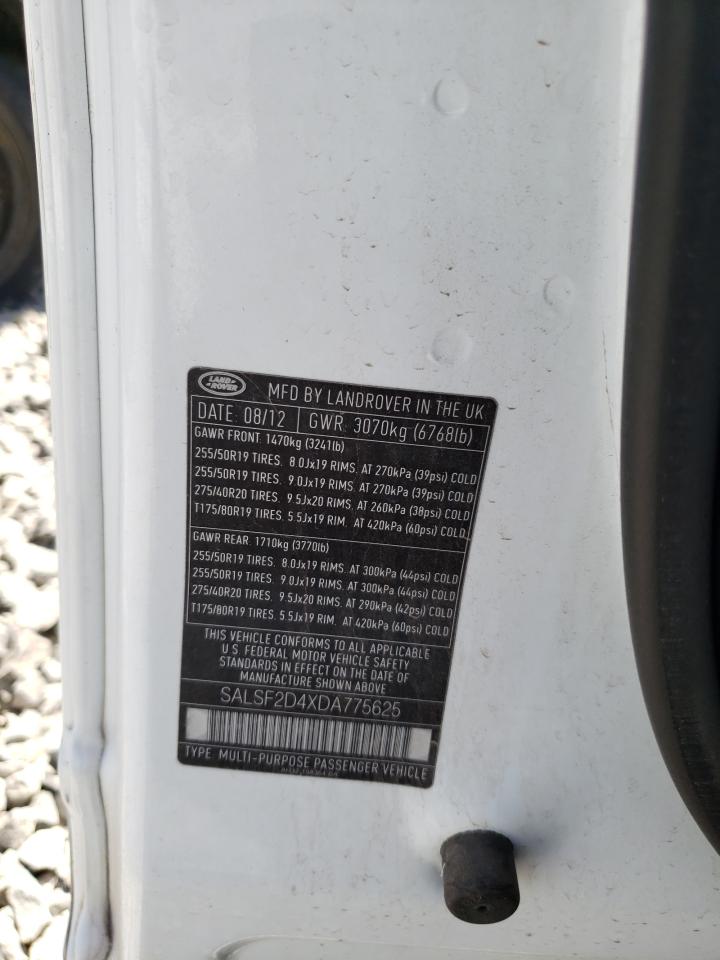 LAND ROVER
MFD BY LANDROVER IN THE UK
DATE: 08/12 GWR: 3070kg (6768lb)
GAWR FRONT. 1470kg (3241lb)
255/50R19 TIRES. 8.0Jx19 RIMS. AT 270kPa (39psi) COLD
255/50R19 TIRES. 9.0Jx19 RIMS. AT 270kPa (39psi) COLD
275/40R20 TIRES. 9.5Jx20 RIMS. AT 260kPa (38psi) COLD
T175/80R19 TIRES. 5.5Jx19 RIM. AT 420kPa (60psi) COLD
GAWR REAR. 1710kg (3770lb)
255/50R19 TIRES. 8.0Jx19 RIMS. AT 300kPa (44psi) COLD
255/50R19 TIRES. 9.0Jx19 RIMS. AT 300kPa (44psi) COLD
275/40R20 TIRES. 9.5Jx20 RIMS. AT 290kPa (42psi) COLD
T175/80R19 TIRES. 5.5Jx19 RIM. AT 420kPa (60psi) COLD
THIS VEHICLE CONFORMS TO ALL APPLICABLE
U.S. FEDERAL MOTOR VEHICLE SAFETY
STANDARDS IN EFFECT ON THE DATE OF
MANUFACTURE SHOWN ABOVE
SALSF2D4XDA775625
TYPE: MULTI-PURPOSE PASSENGER VEHICLE